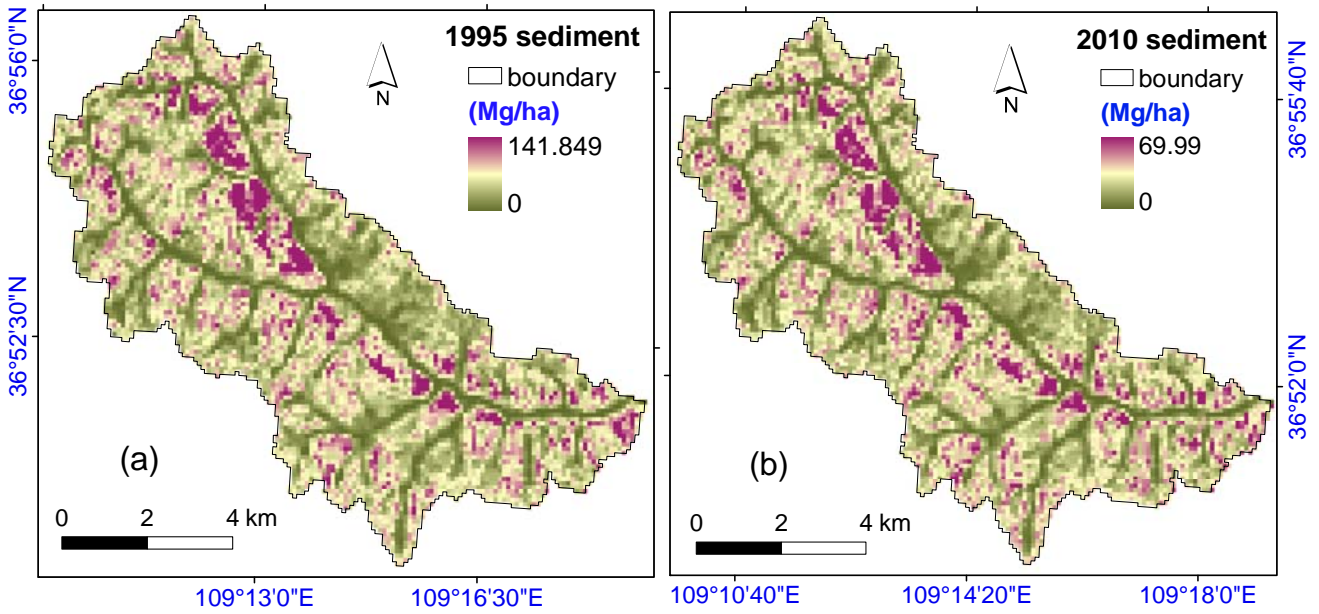 1995 sediment
boundary
(Mg/ha)
141.849
0
N
(a)
0 2 4 km
36°56'0"N
36°52'30"N
109°13'0"E
109°16'30"E
2010 sediment
boundary
(Mg/ha)
69.99
0
N
(b)
0 2 4 km
36°55'40"N
36°52'0"N
109°10'40"E
109°14'20"E
109°18'0"E